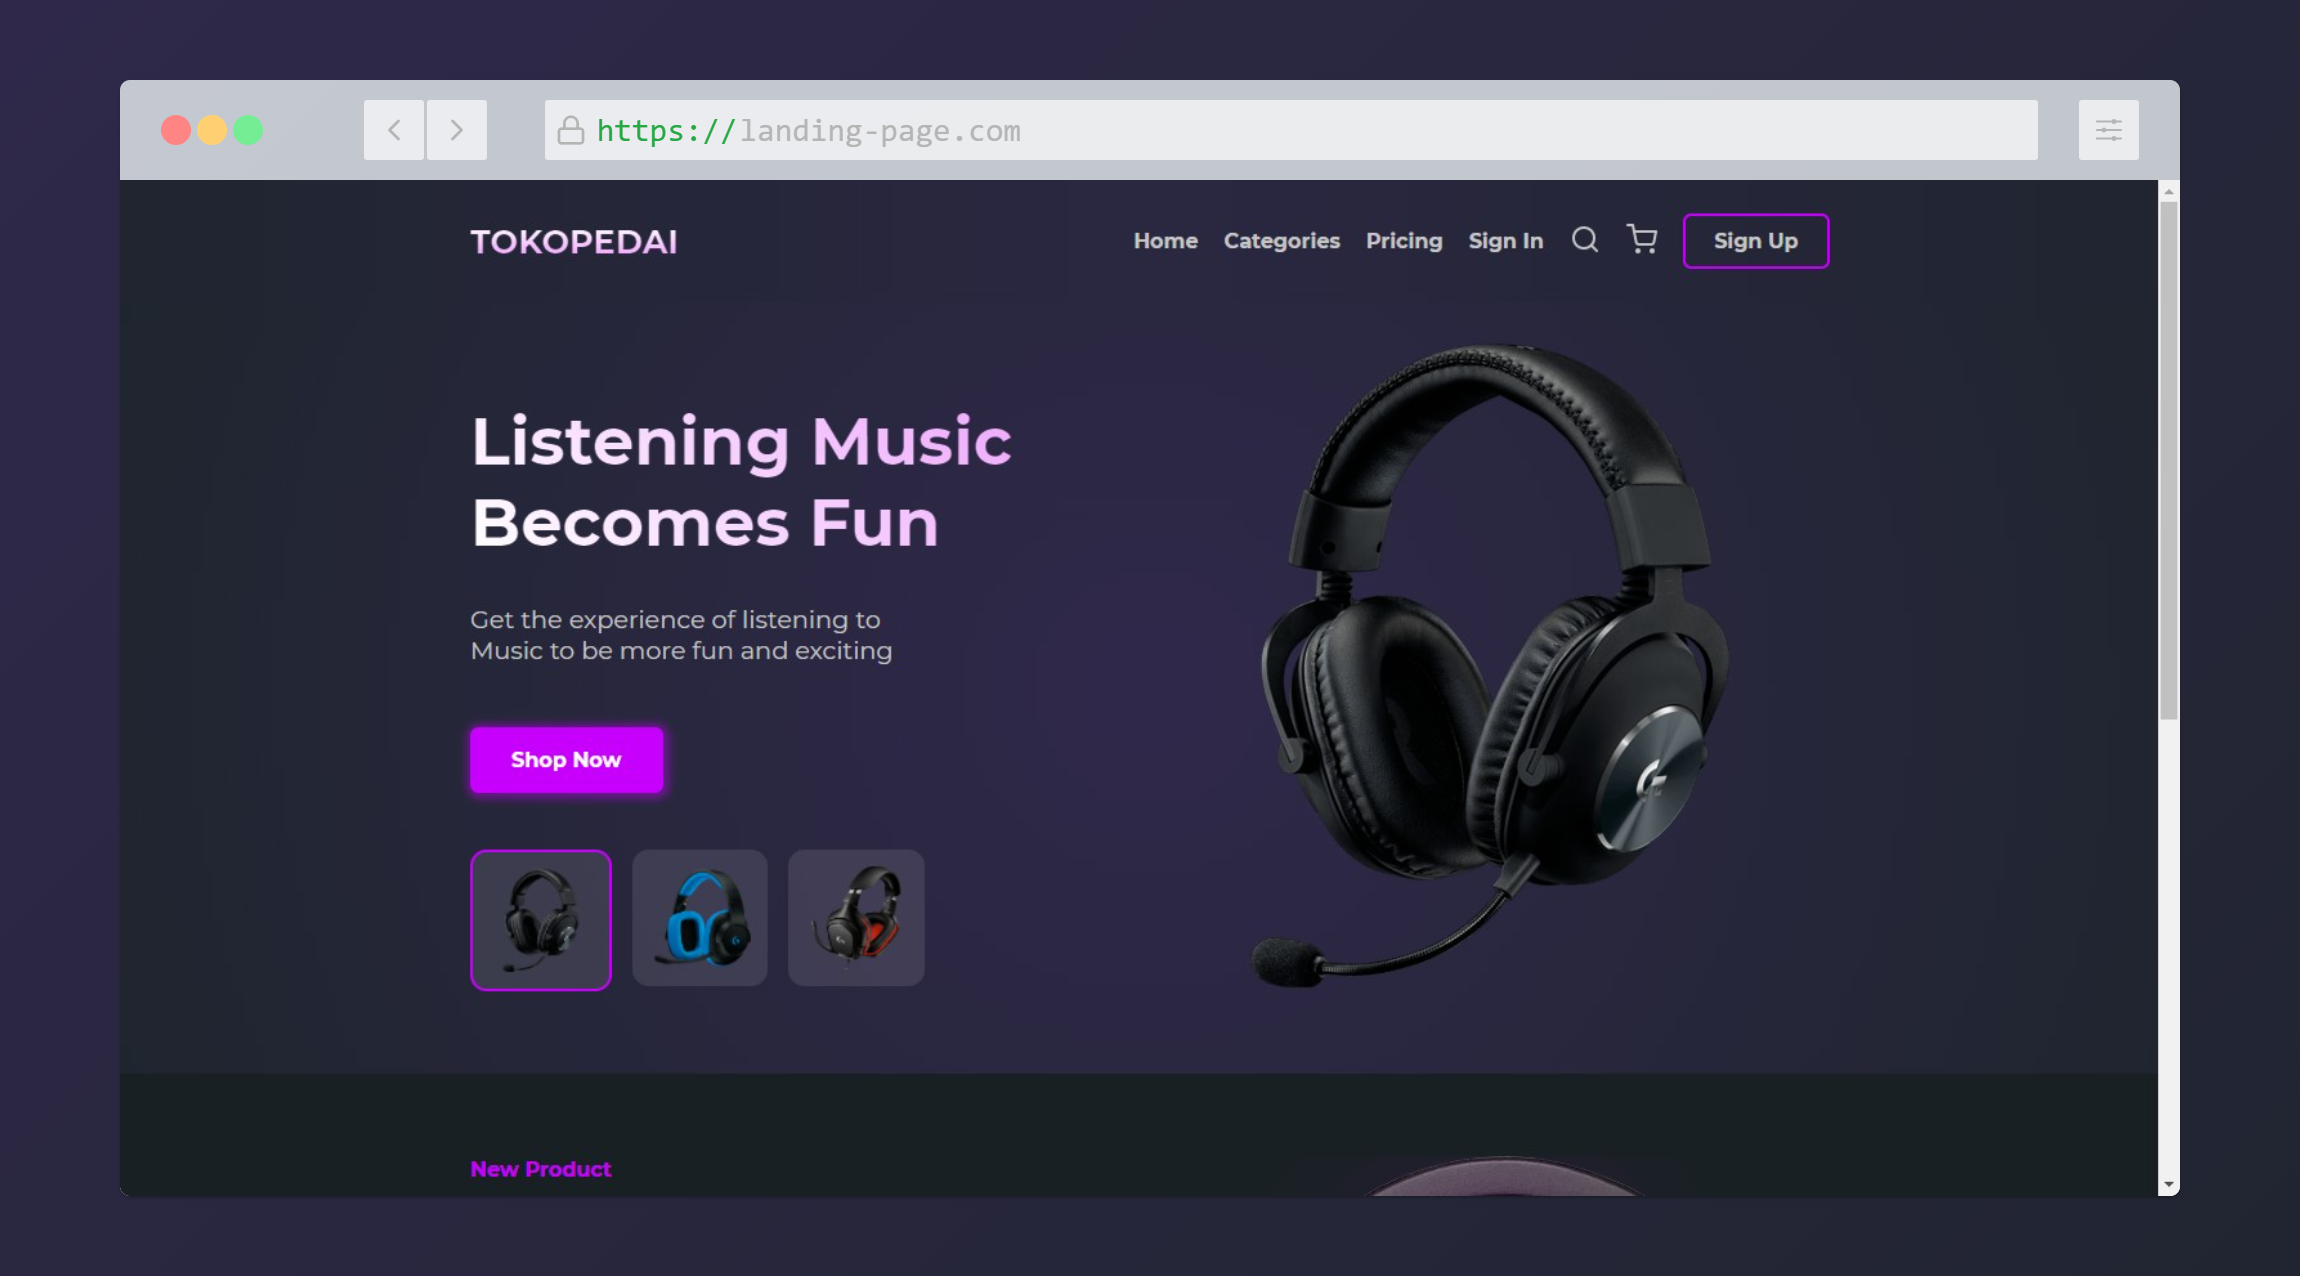 https://landing-page.com
TOKOPEDAI
Home Categories Pricing Sign In Sign Up
Listening Music
Becomes Fun
Get the experience of listening to
Music to be more fun and exciting
Shop Now
New Product